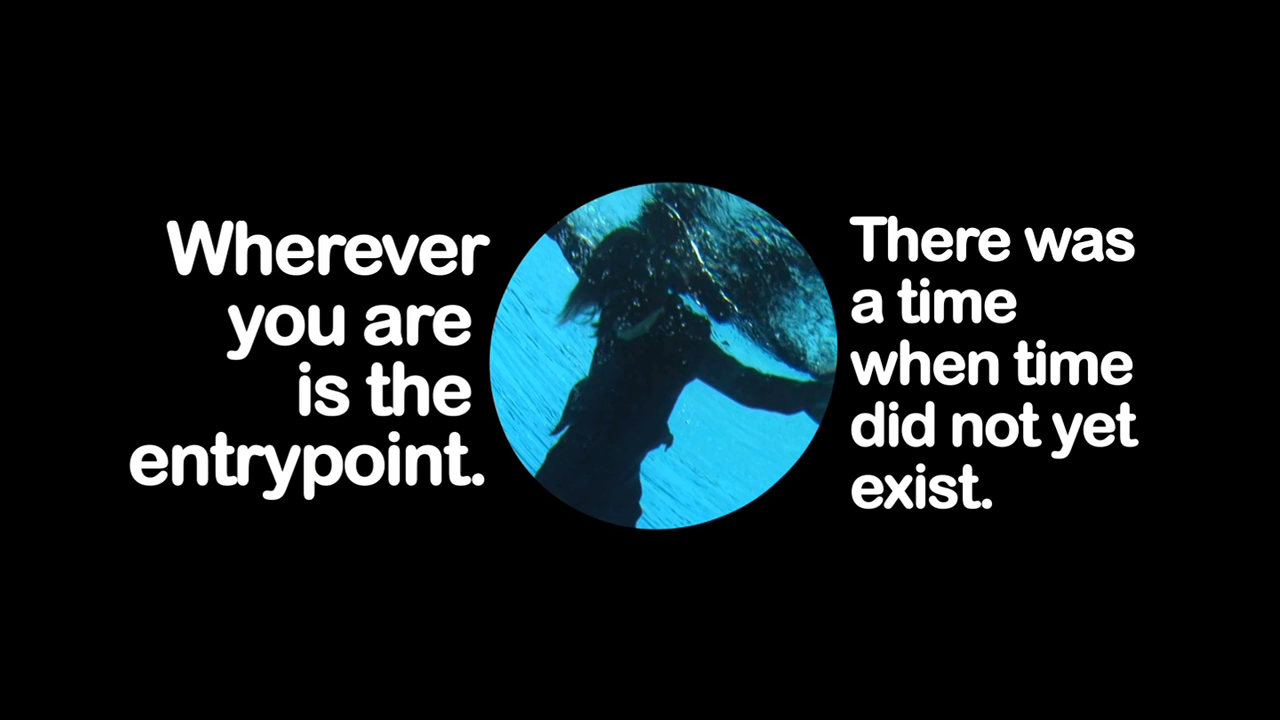 Wherever
you are
is the
entrypoint.
There was
a time
when time
did not yet
exist.